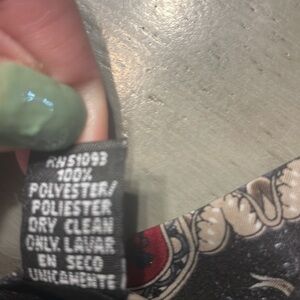 RN51093
100%
POLYESTER/
POLIESTER
DRY CLEAN
ONLY LAVAR
EN SECO
UNICAMENTE